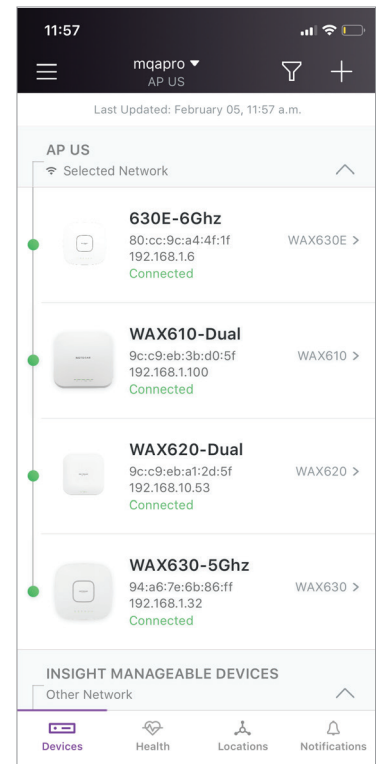 11:57
mqapro ▼
AP US
Last Updated: February 05, 11:57 a.m.
AP US
Selected Network
630E-6Ghz
80:cc:9c:a4:4f:1f
WAX630E >
192.168.1.6
Connected
WAX610-Dual
9c:c9:eb:3b:d0:5f
WAX610 >
192.168.1.100
Connected
WAX620-Dual
9c:c9:eb:a1:2d:5f
WAX620 >
192.168.10.53
Connected
WAX630-5Ghz
94:a6:7e:6b:86:ff
WAX630 >
192.168.1.32
Connected
INSIGHT MANAGEABLE DEVICES
Other Network
Devices Health Locations Notifications